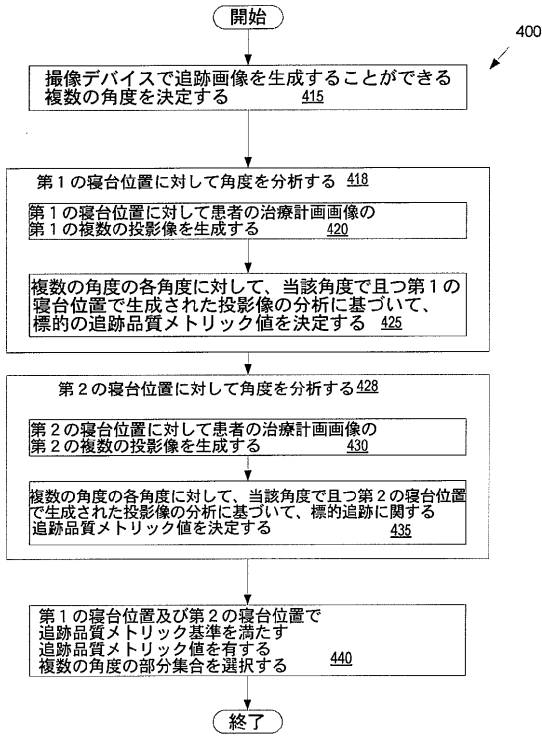 開始
400
撮像デバイスで追跡画像を生成することができる
複数の角度を決定する 415
第1の寝台位置に対して角度を分析する 418
第1の寝台位置に対して患者の治療計画画像の
第1の複数の投影像を生成する 420
複数の角度の各角度に対して、当該角度で且つ第1の
寝台位置で生成された投影像の分析に基づいて、
標的の追跡品質メトリック値を決定する 425
第2の寝台位置に対して角度を分析する 428
第2の寝台位置に対して患者の治療計画画像の
第2の複数の投影像を生成する 430
複数の角度の各角度に対して、当該角度で且つ第2の寝台位置
で生成された投影像の分析に基づいて、標的追跡に関する
追跡品質メトリック値を決定する 435
第1の寝台位置及び第2の寝台位置で
追跡品質メトリック基準を満たす
追跡品質メトリック値を有する
複数の角度の部分集合を選択する 440
終了